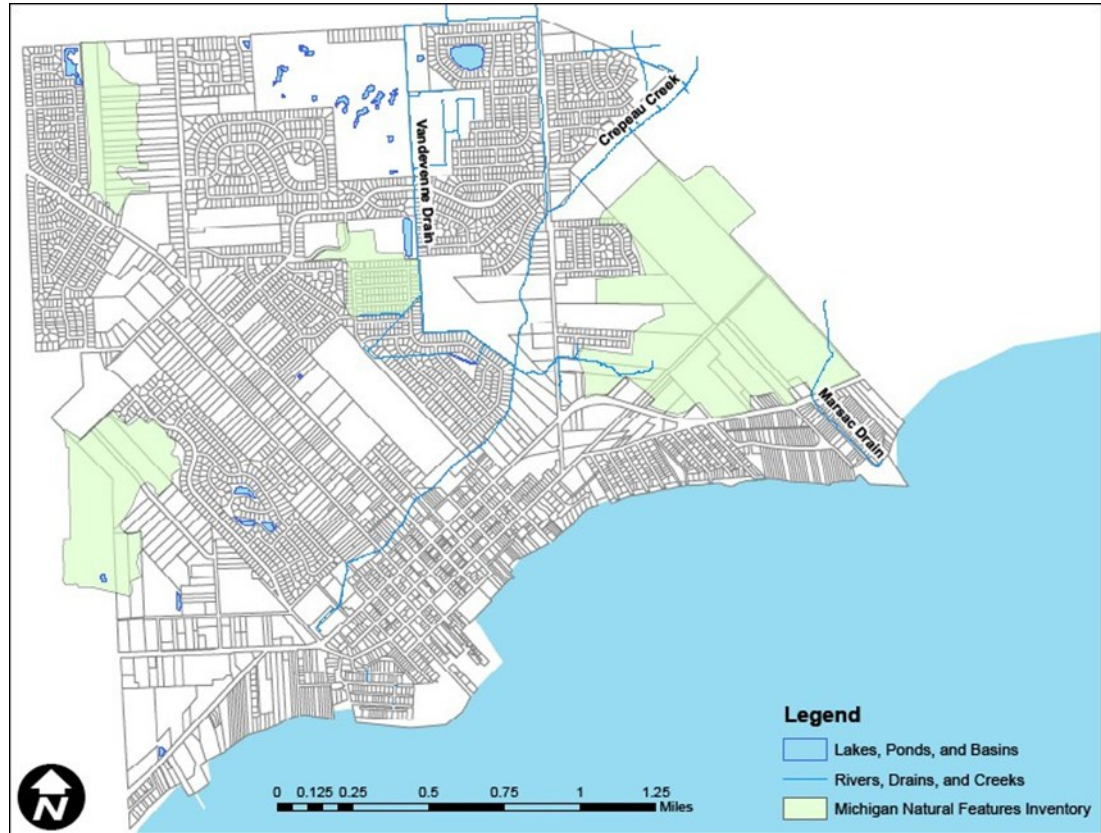 Crepeau Creek
Vandevenne Drain
Marsac Drain
Legend
Lakes, Ponds, and Basins
Rivers, Drains, and Creeks
Michigan Natural Features Inventory
N
0 0.125 0.25 0.5 0.75 1 1.25
Miles